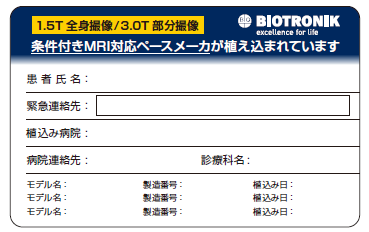 1.5T 全身撮像/3.0T 部分撮像
BIO BIOTRONIK
excellence for life
条件付きMRI対応ペースメーカが植え込まれています
患者氏名：
緊急連絡先：
植込み病院：
病院連絡先： 診療科名：
モデル名： 製造番号： 植込み日：
モデル名： 製造番号： 植込み日：
モデル名： 製造番号： 植込み日：